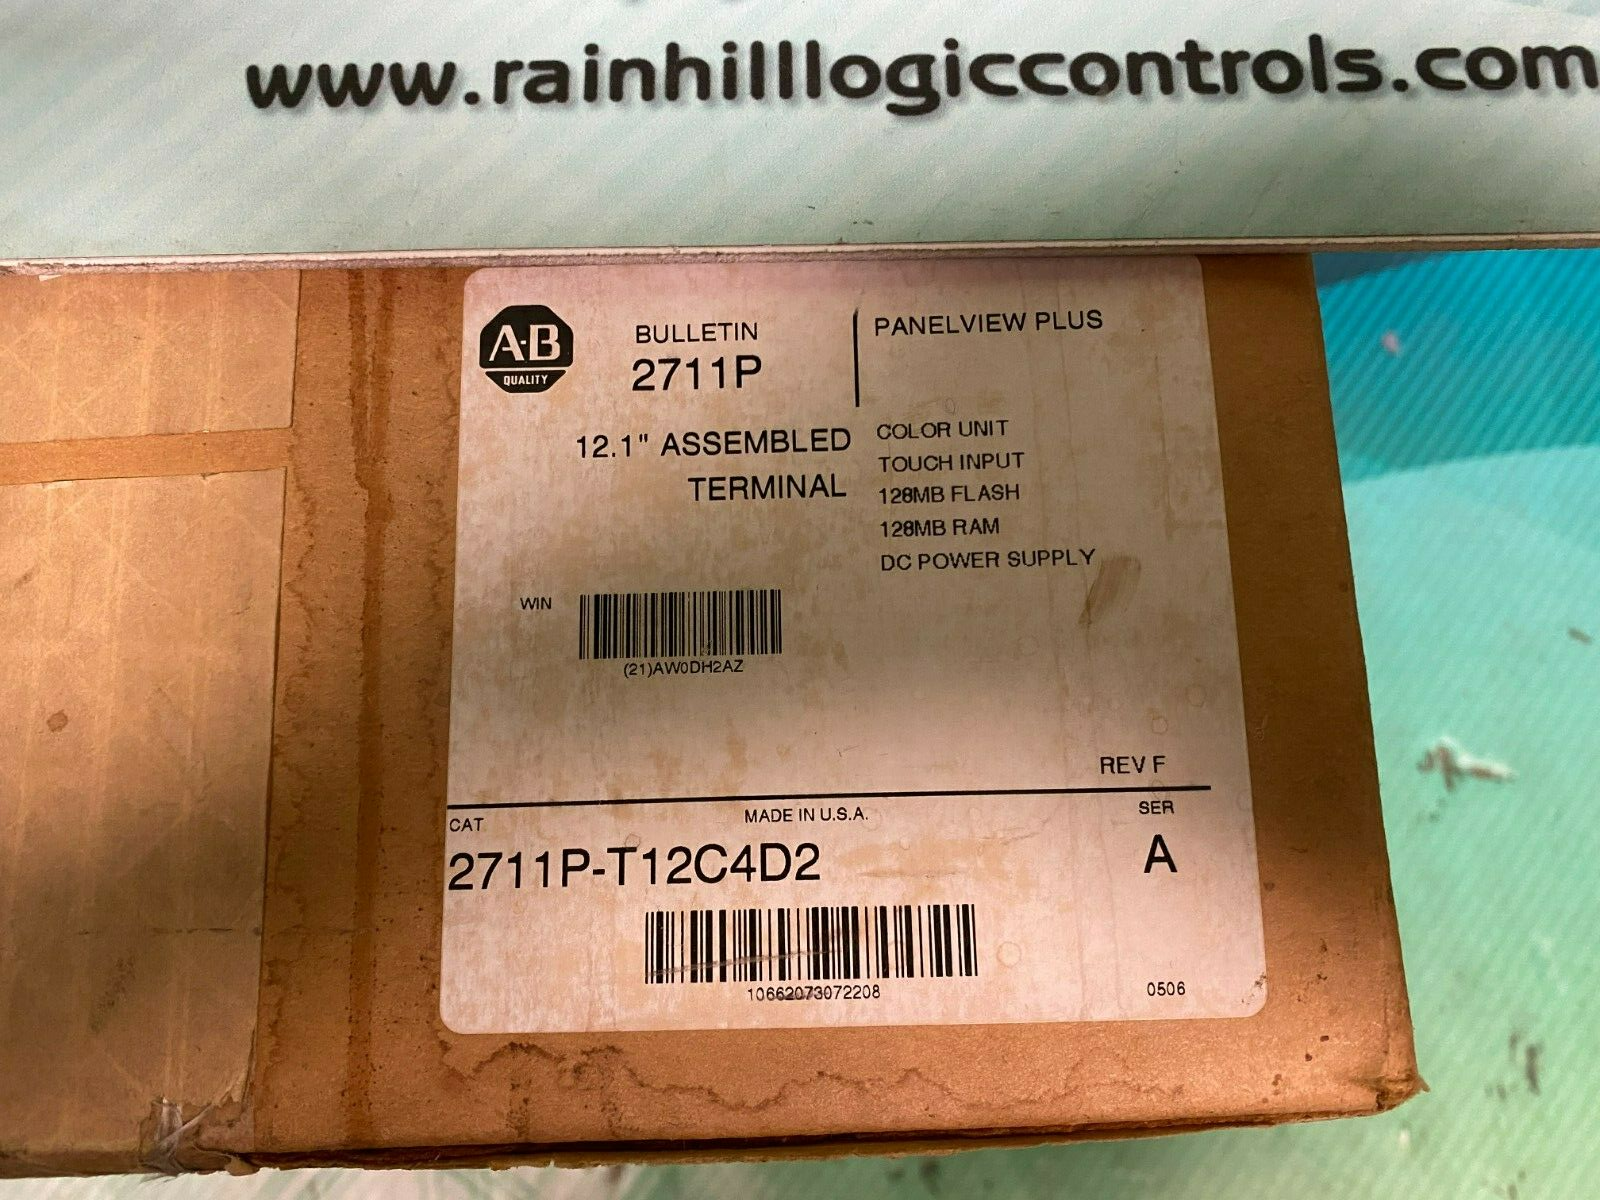 www.rainhilllogiccontrols.com
A-B
QUALITY
BULLETIN
2711P
PANELVIEW PLUS
12.1" ASSEMBLED
TERMINAL
COLOR UNIT
TOUCH INPUT
128MB FLASH
128MB RAM
DC POWER SUPPLY
WIN
(21)AW0DH2AZ
REV F
CAT
MADE IN U.S.A.
SER
2711P-T12C4D2
A
10662073072208
0506